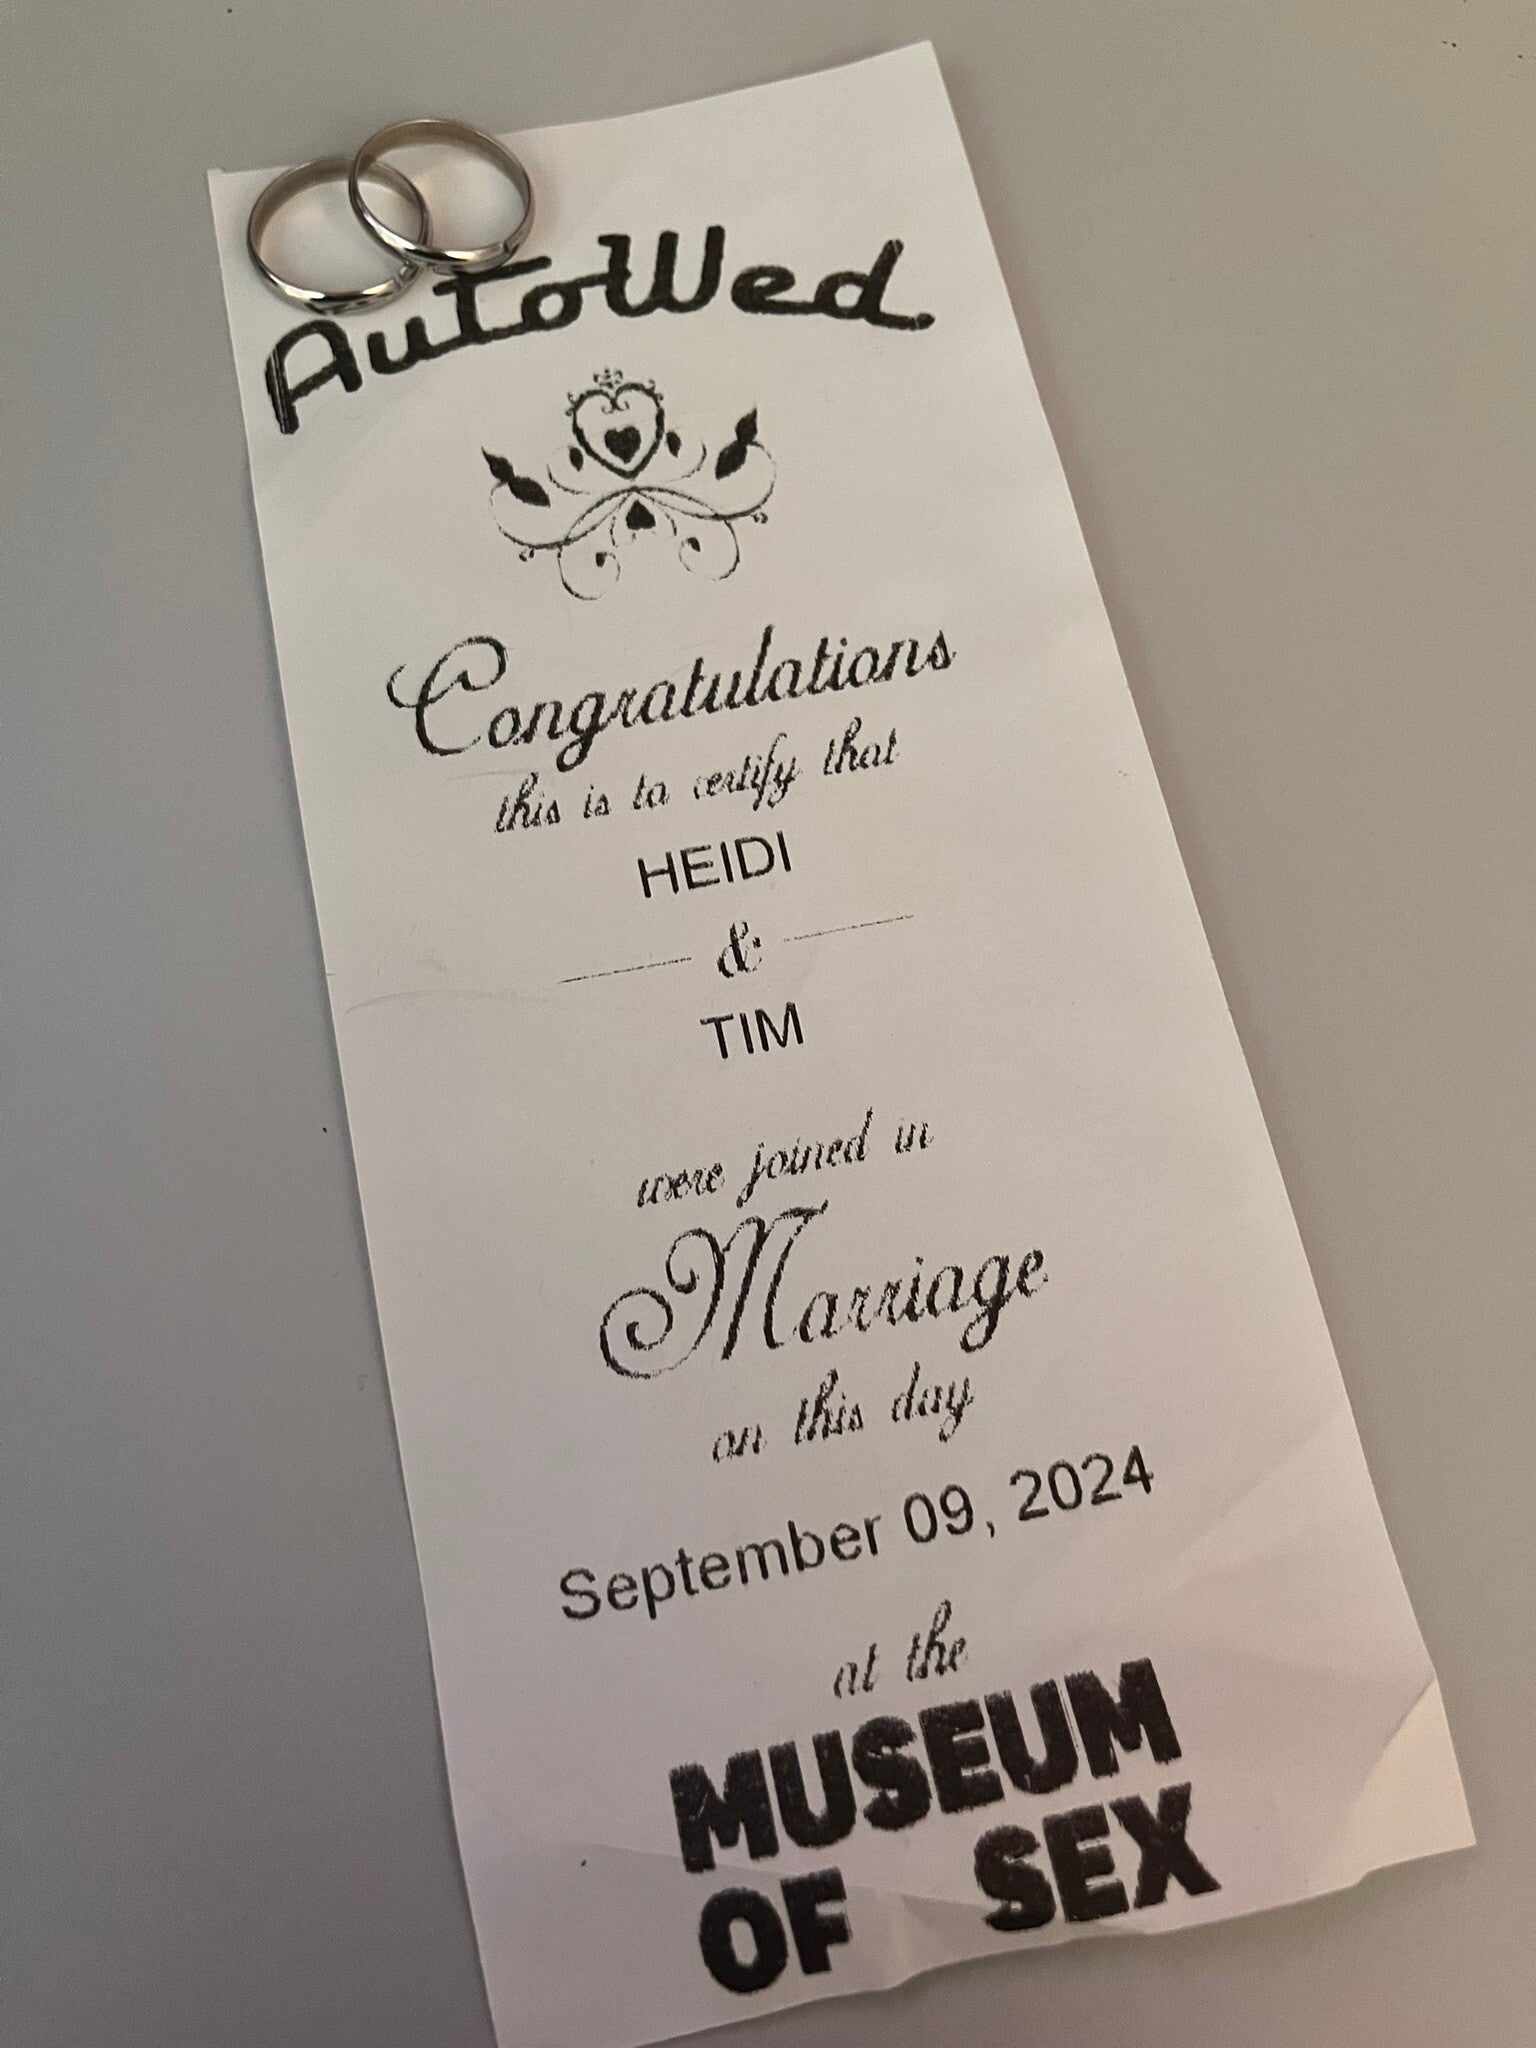 AutoWed
Congratulations
this is to certify that
HEIDI
&
TIM
were joined in
Marriage
on this day
September 09, 2024
at the
MUSEUM
OF SEX